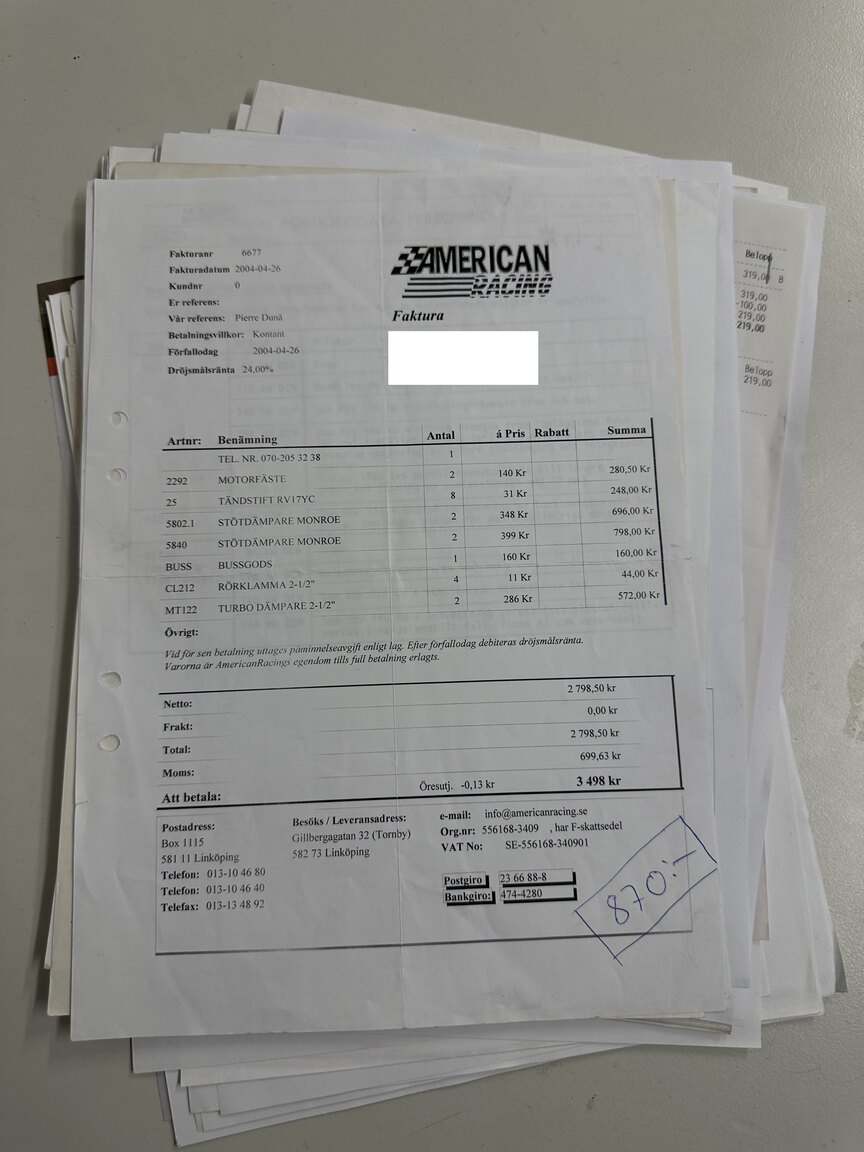 Fakturanr 6677
Fakturadatum 2004-04-26
Kundnr 0
Er referens:
Vår referens: Pierre Dunå
Betalningsvillkor: Kontant
Förfallodag 2004-04-26
Dröjsmålsränta 24,00%
AMERICAN
RACING
Faktura
Artnr: Benämning Antal á Pris Rabatt Summa
TEL. NR. 070-205 32 38 1
2292 MOTORFÄSTE 2 140 Kr 280,50 Kr
25 TÄNDSTIFT RV17YC 8 31 Kr 248,00 Kr
5802.1 STÖTDÄMPARE MONROE 2 348 Kr 696,00 Kr
5840 STÖTDÄMPARE MONROE 2 399 Kr 798,00 Kr
BUSS BUSSGODS 1 160 Kr 160,00 Kr
CL212 RÖRKLAMMA 2-1/2" 4 11 Kr 44,00 Kr
MT122 TURBO DÄMPARE 2-1/2" 2 286 Kr 572,00 Kr
Övrigt:
Vid för sen betalning uttages påminnelseavgift enligt lag. Efter förfallodag debiteras dröjsmålsränta.
Varorna är AmericanRacings egendom tills full betalning erlagts.
Netto: 2 798,50 kr
Frakt: 0,00 kr
Total: 2 798,50 kr
Moms: 699,63 kr
Att betala: Öresutj. -0,13 kr 3 498 kr
Postadress:
Box 1115
581 11 Linköping
Telefon: 013-10 46 80
Telefon: 013-10 46 40
Telefax: 013-13 48 92
Besöks / Leveransadress:
Gillbergagatan 32 (Tornby)
582 73 Linköping
e-mail: info@americanracing.se
Org.nr: 556168-3409 , har F-skattsedel
VAT No: SE-556168-340901
Postgiro 23 66 88-8
Bankgiro: 474-4280
870:-
Belopp
319,00 B
319,00
-100,00
219,00
219,00
Belopp
219,00